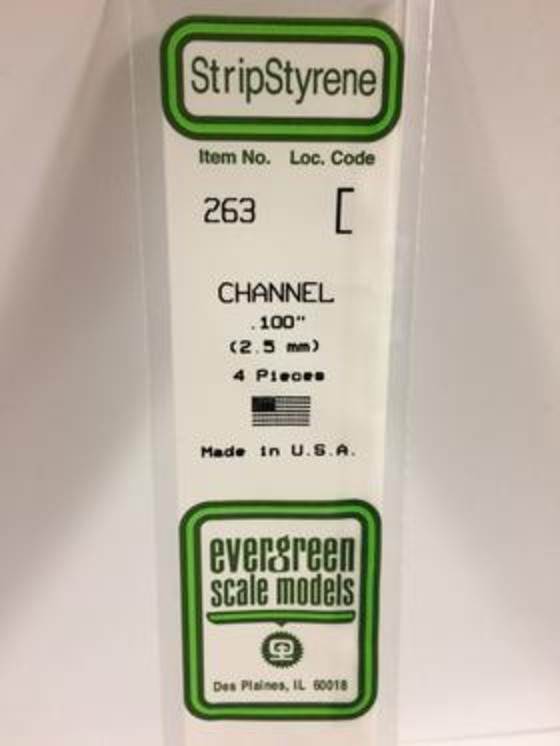 StripStyrene
Item No. Loc. Code
263 [
CHANNEL
.100"
(2.5 mm)
4 Pieces
Made in U.S.A.
evergreen
scale models
Des Plaines, IL 60018